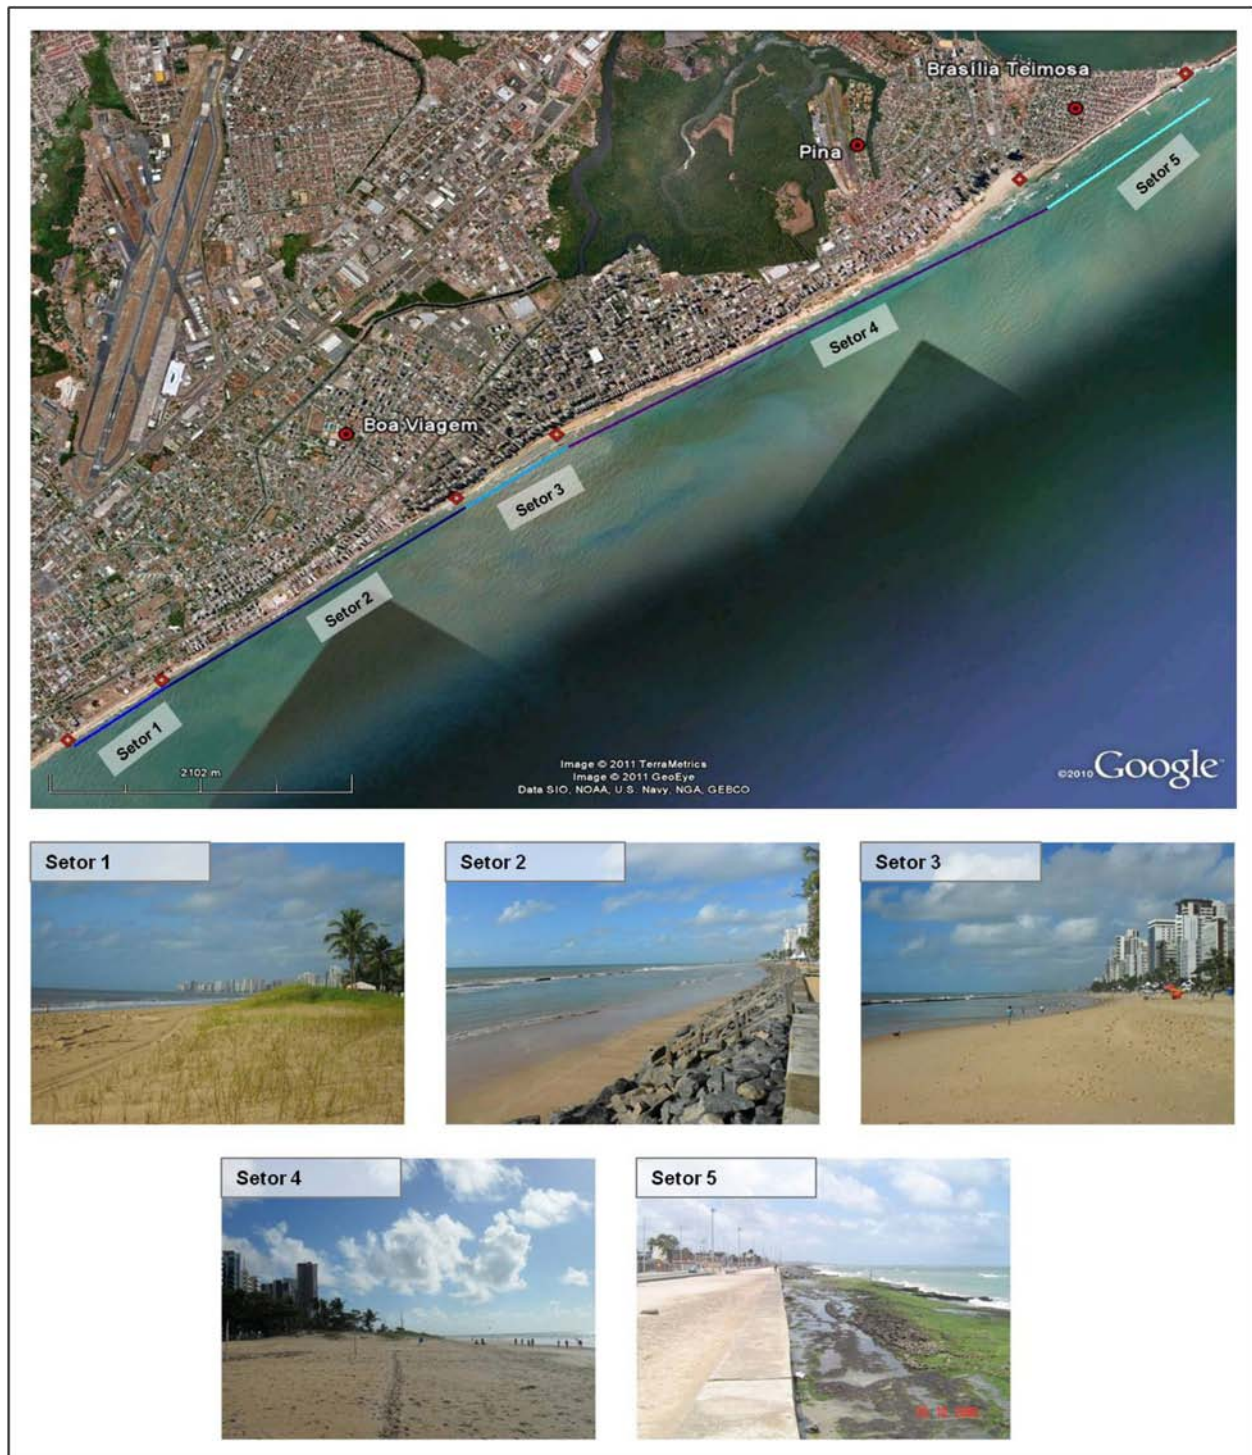 Brasília Teimosa
Pina
Setor 5
Setor 4
Boa Viagem
Setor 3
Setor 2
Setor 1
2102 m
Image © 2011 TerraMetrics
Image © 2011 GeoEye
Data SIO, NOAA, U.S. Navy, NGA, GEBCO
©2010 Google
Setor 1
Setor 2
Setor 3
Setor 4
Setor 5